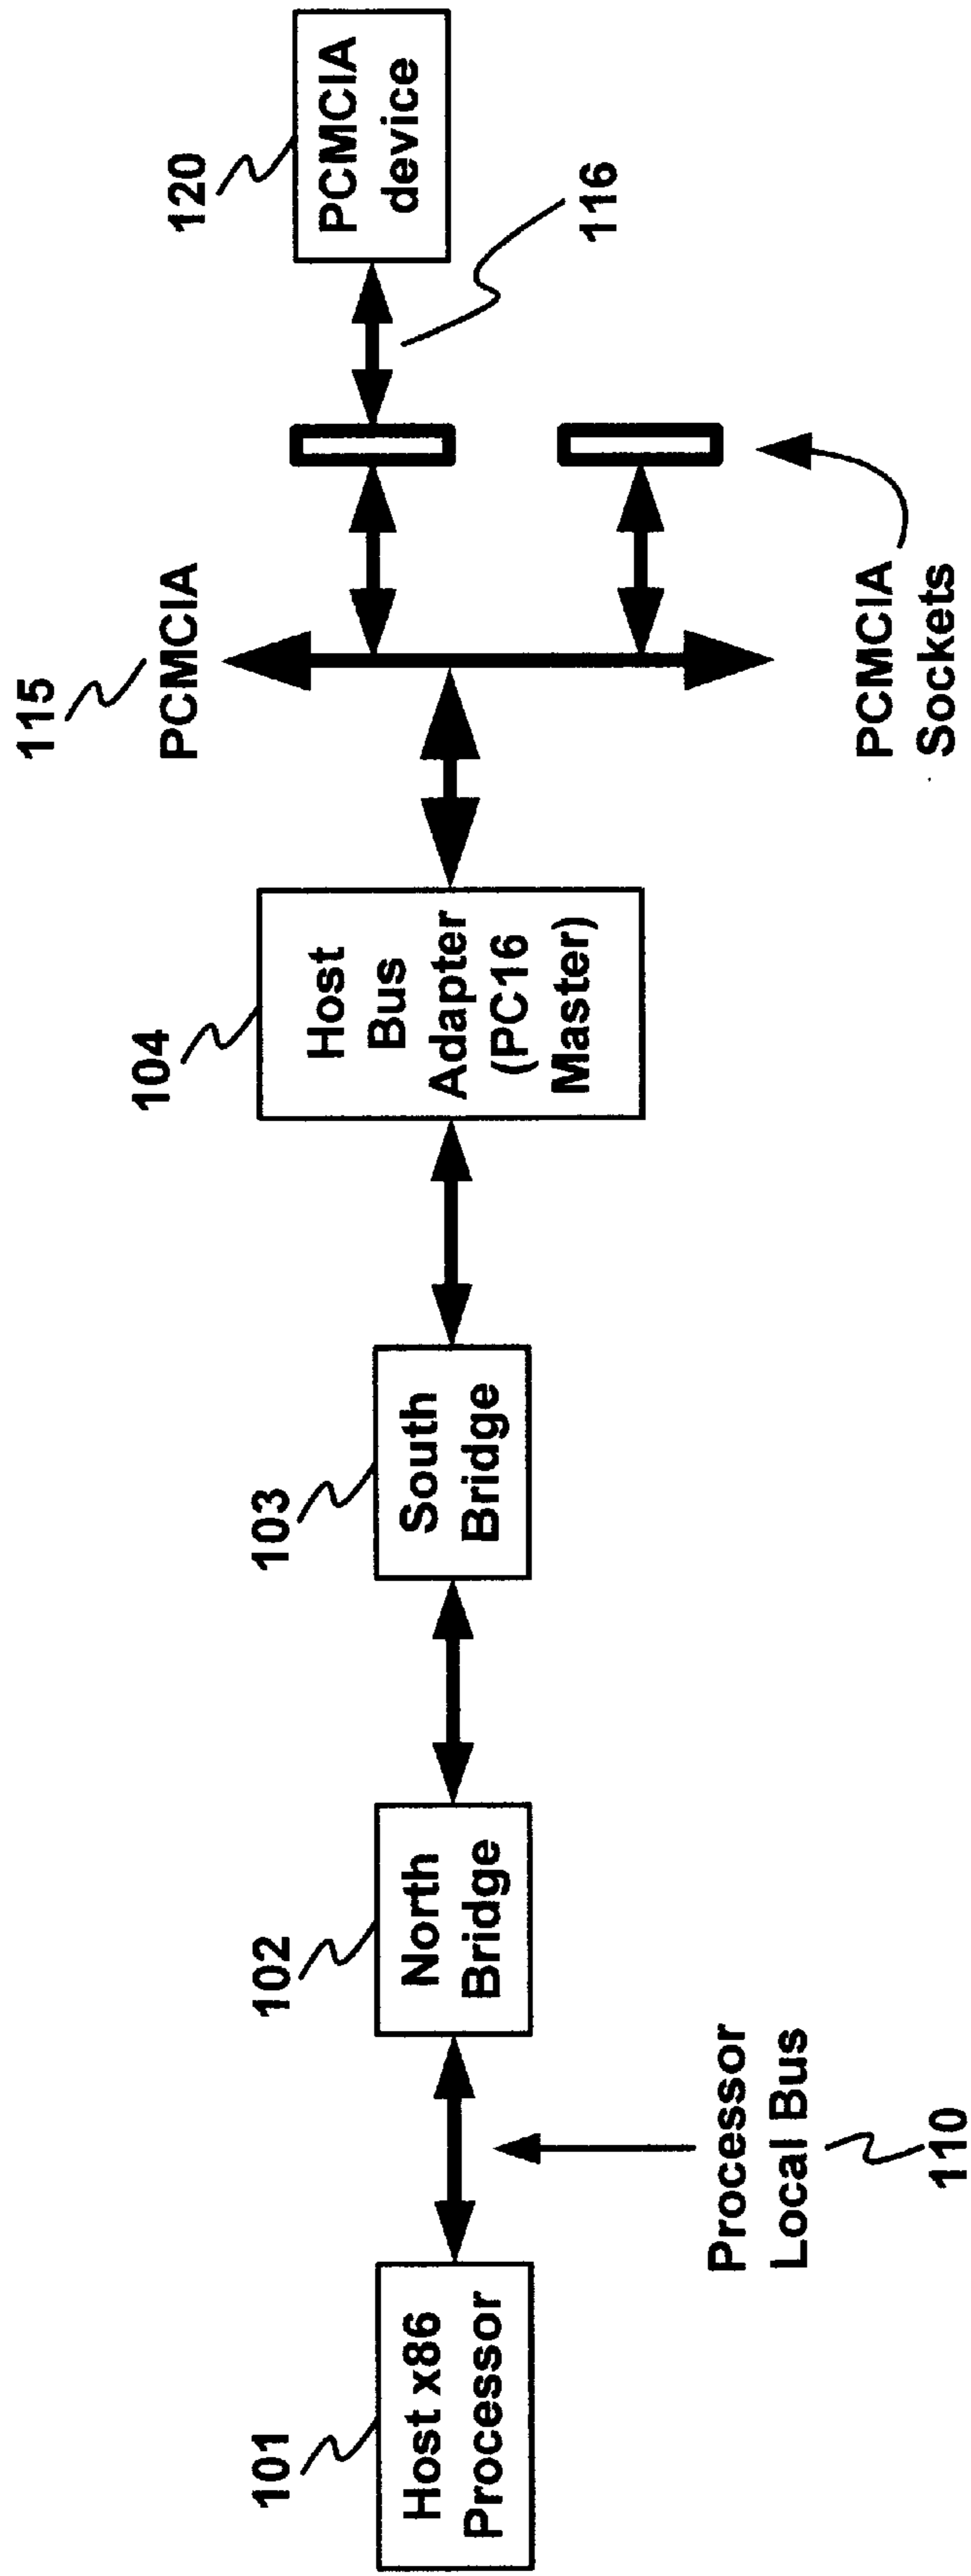 101
Host x86
Processor
Processor
Local Bus
110
102
North
Bridge
103
South
Bridge
104
Host
Bus
Adapter
(PC16
Master)
115
PCMCIA
PCMCIA
Sockets
116
120
PCMCIA
device